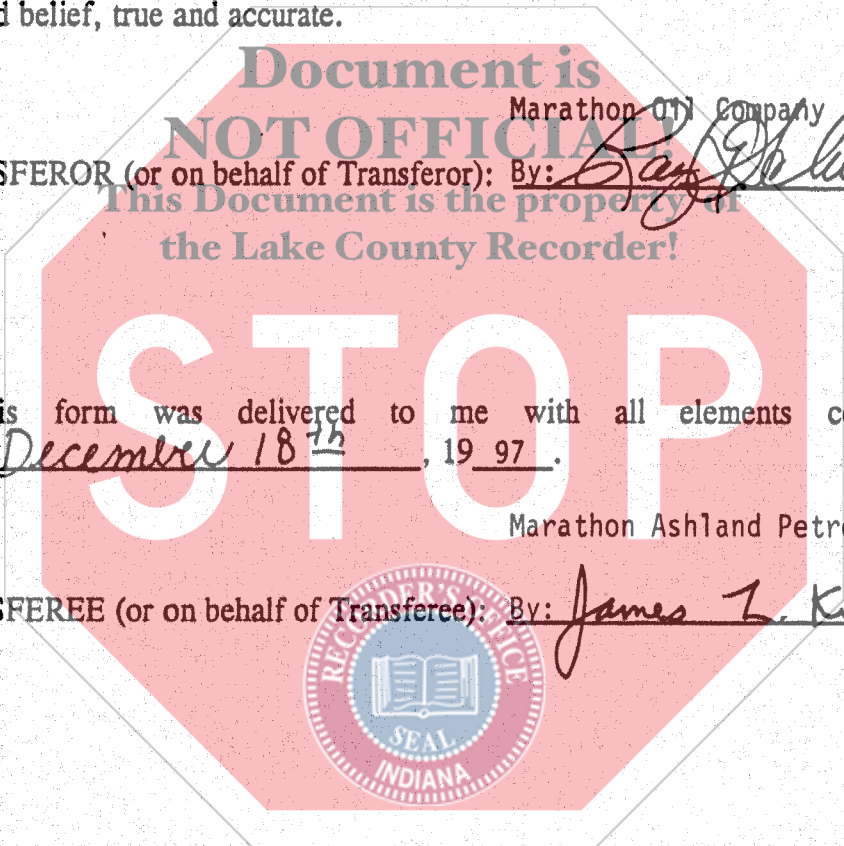 d belief, true and accurate.
Document is
Marathon Oil Company
NOT OFFICIAL!
SFEROR (or on behalf of Transferor): By:
This Document is the property of
the Lake County Recorder!
STOP
is form was delivered to me with all elements co
December 18th, 19 97.
Marathon Ashland Petro
SFEREE (or on behalf of Transferee): By: James L. K
RECORDER'S OFFICE
SEAL
INDIANA